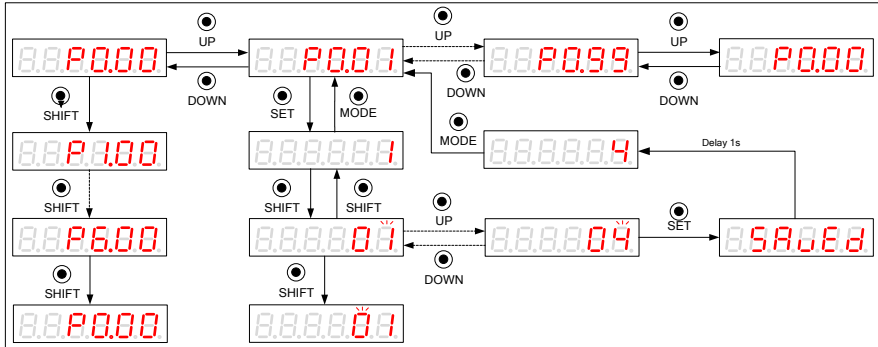 UP UP UP
P0.00 P0.01 P0.99 P0.00
DOWN DOWN DOWN
SHIFT SET MODE MODE
P1.00 1 4 Delay 1s
SHIFT SHIFT SHIFT UP SET
P6.00 01 04 SAvEd
DOWN
SHIFT SHIFT
P0.00 01